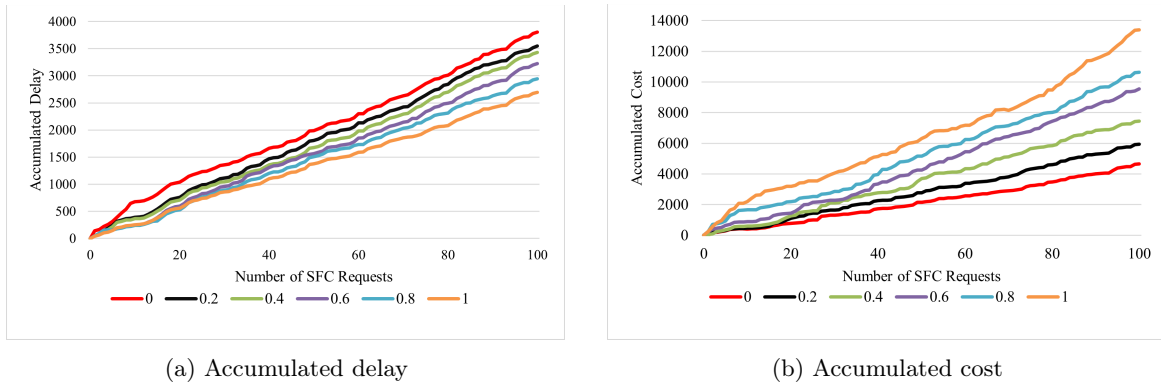 4000
3500
3000
2500
2000
1500
1000
500
0
Accumulated Delay
0 20 40 60 80 100
Number of SFC Requests
0 0.2 0.4 0.6 0.8 1
(a) Accumulated delay
14000
12000
10000
8000
6000
4000
2000
0
Accumulated Cost
0 20 40 60 80 100
Number of SFC Requests
0 0.2 0.4 0.6 0.8 1
(b) Accumulated cost